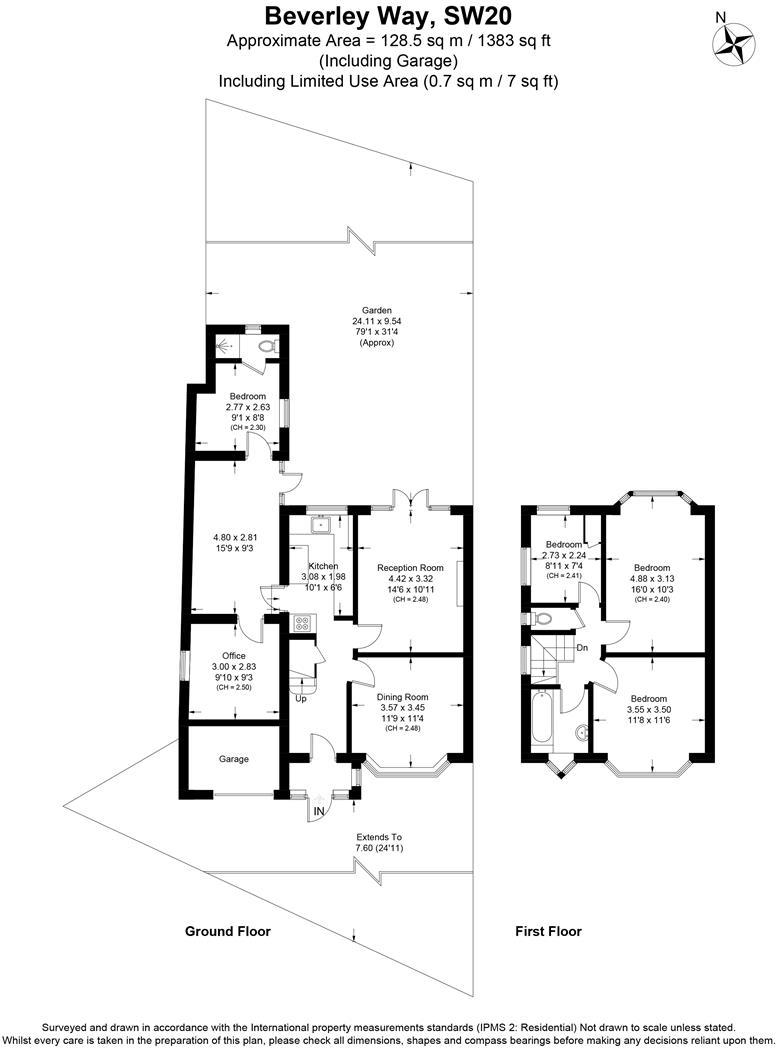 Beverley Way, SW20
Approximate Area = 128.5 sq m / 1383 sq ft
(Including Garage)
Including Limited Use Area (0.7 sq m / 7 sq ft)
N
Garden
24.11 x 9.54
79'1 x 31'4
(Approx)
Bedroom
2.77 x 2.63
9'1 x 8'8
(CH = 2.30)
4.80 x 2.81
15'9 x 9'3
Kitchen
3.08 x 1.98
10'1 x 6'6
Reception Room
4.42 x 3.32
14'6 x 10'11
(CH = 2.48)
Office
3.00 x 2.83
9'10 x 9'3
(CH = 2.50)
Up
Dining Room
3.57 x 3.45
11'9 x 11'4
(CH = 2.48)
Garage
IN
Extends To
7.60 (24'11)
Bedroom
2.73 x 2.24
8'11 x 7'4
(CH = 2.41)
Bedroom
4.88 x 3.13
16'0 x 10'3
(CH = 2.40)
Dn
Bedroom
3.55 x 3.50
11'8 x 11'6
Ground Floor
First Floor
Surveyed and drawn in accordance with the International property measurements standards (IPMS 2: Residential) Not drawn to scale unless stated.
Whilst every care is taken in the preparation of this plan, please check all dimensions, shapes and compass bearings before making any decisions reliant upon them.